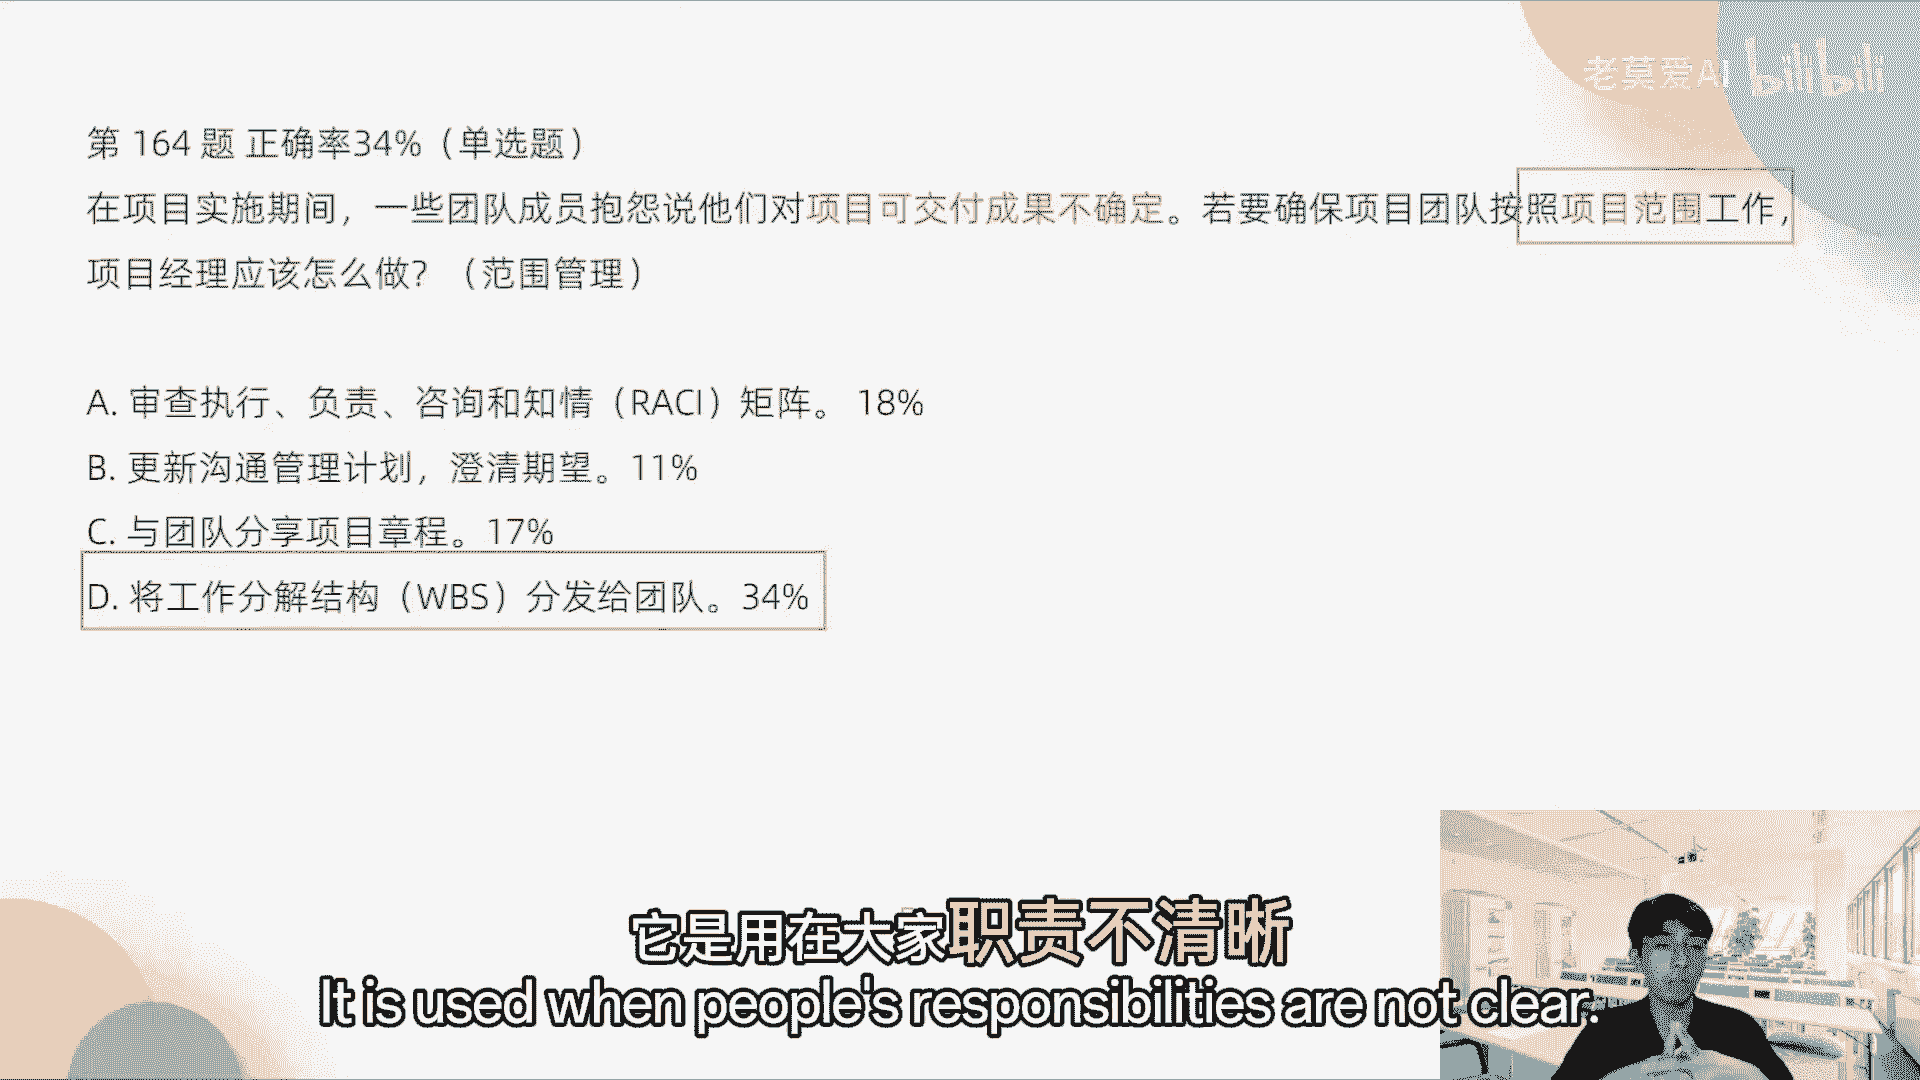 老莫爱AI bilibili
第 164 题 正确率34%（单选题）
在项目实施期间，一些团队成员抱怨说他们对项目可交付成果不确定。若要确保项目团队按照项目范围工作，
项目经理应该怎么做？（范围管理）
A. 审查执行、负责、咨询和知情（RACI）矩阵。 18%
B. 更新沟通管理计划，澄清期望。11%
C. 与团队分享项目章程。17%
D. 将工作分解结构（WBS）分发给团队。34%
它是用在大家职责不清晰
It is used when people's responsibilities are not clear.